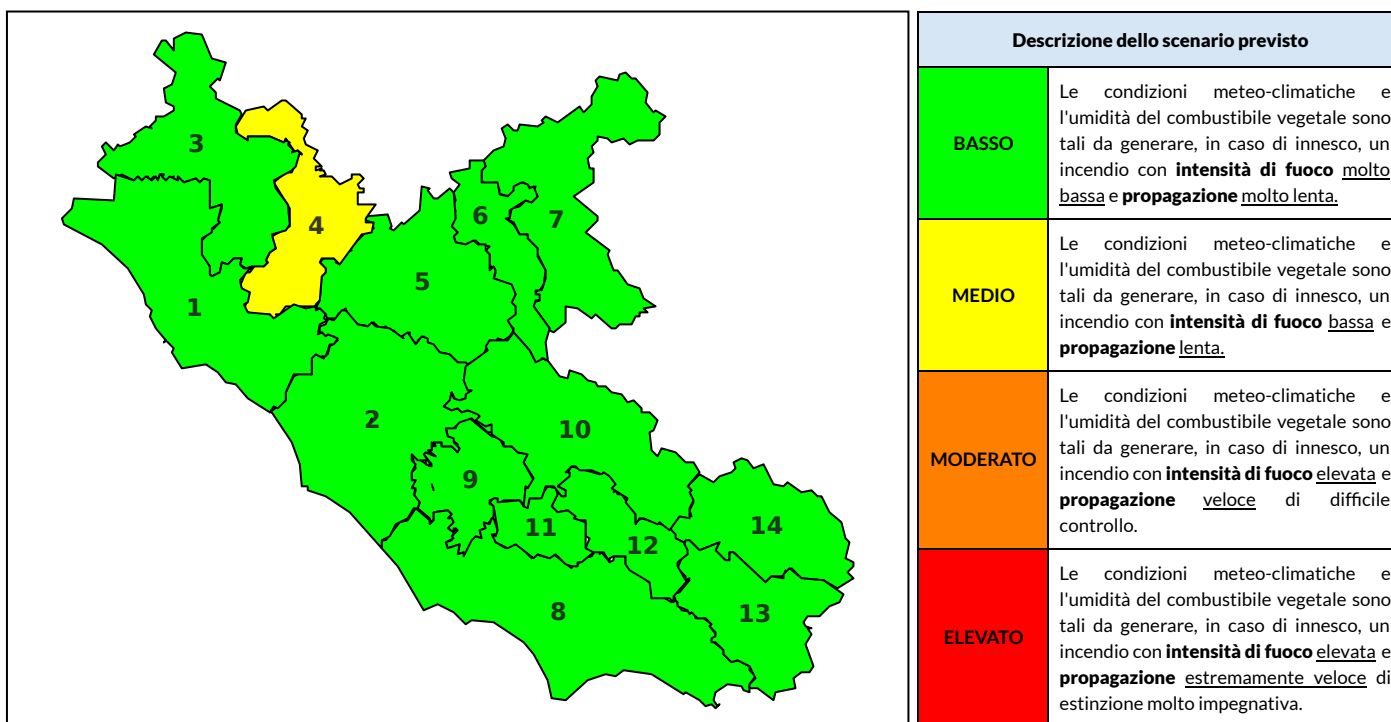 3
4
6
7
5
1
2
10
9
11
12
14
8
13
Descrizione dello scenario previsto
BASSO
Le condizioni meteo-climatiche e
l'umidità del combustibile vegetale sono
tali da generare, in caso di innesco, un
incendio con intensità di fuoco molto
bassa e propagazione molto lenta.
MEDIO
Le condizioni meteo-climatiche e
l'umidità del combustibile vegetale sono
tali da generare, in caso di innesco, un
incendio con intensità di fuoco bassa e
propagazione lenta.
MODERATO
Le condizioni meteo-climatiche e
l'umidità del combustibile vegetale sono
tali da generare, in caso di innesco, un
incendio con intensità di fuoco elevata e
propagazione veloce di difficile
controllo.
ELEVATO
Le condizioni meteo-climatiche e
l'umidità del combustibile vegetale sono
tali da generare, in caso di innesco, un
incendio con intensità di fuoco elevata e
propagazione estremamente veloce di
estinzione molto impegnativa.